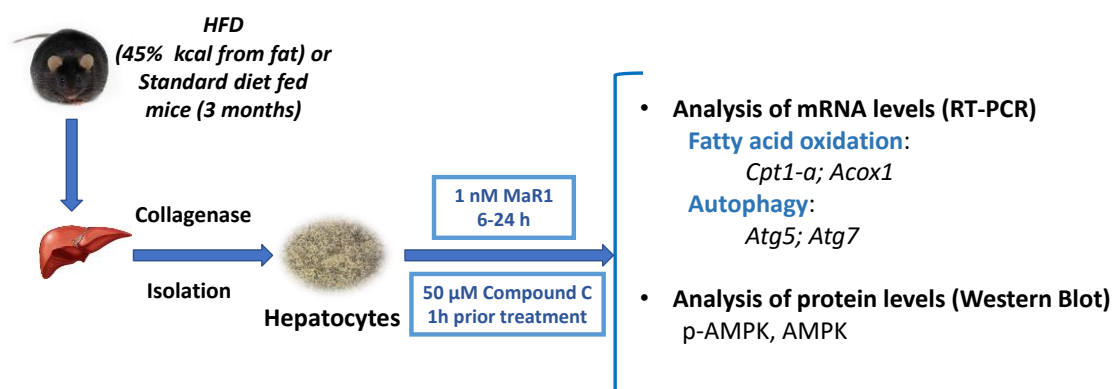 HFD
(45% kcal from fat) or
Standard diet fed
mice (3 months)
Collagenase
Isolation
Hepatocytes
1 nM MaR1
6-24 h
50 µM Compound C
1h prior treatment
• Analysis of mRNA levels (RT-PCR)
Fatty acid oxidation:
Cpt1-a; Acox1
Autophagy:
Atg5; Atg7
• Analysis of protein levels (Western Blot)
p-AMPK, AMPK